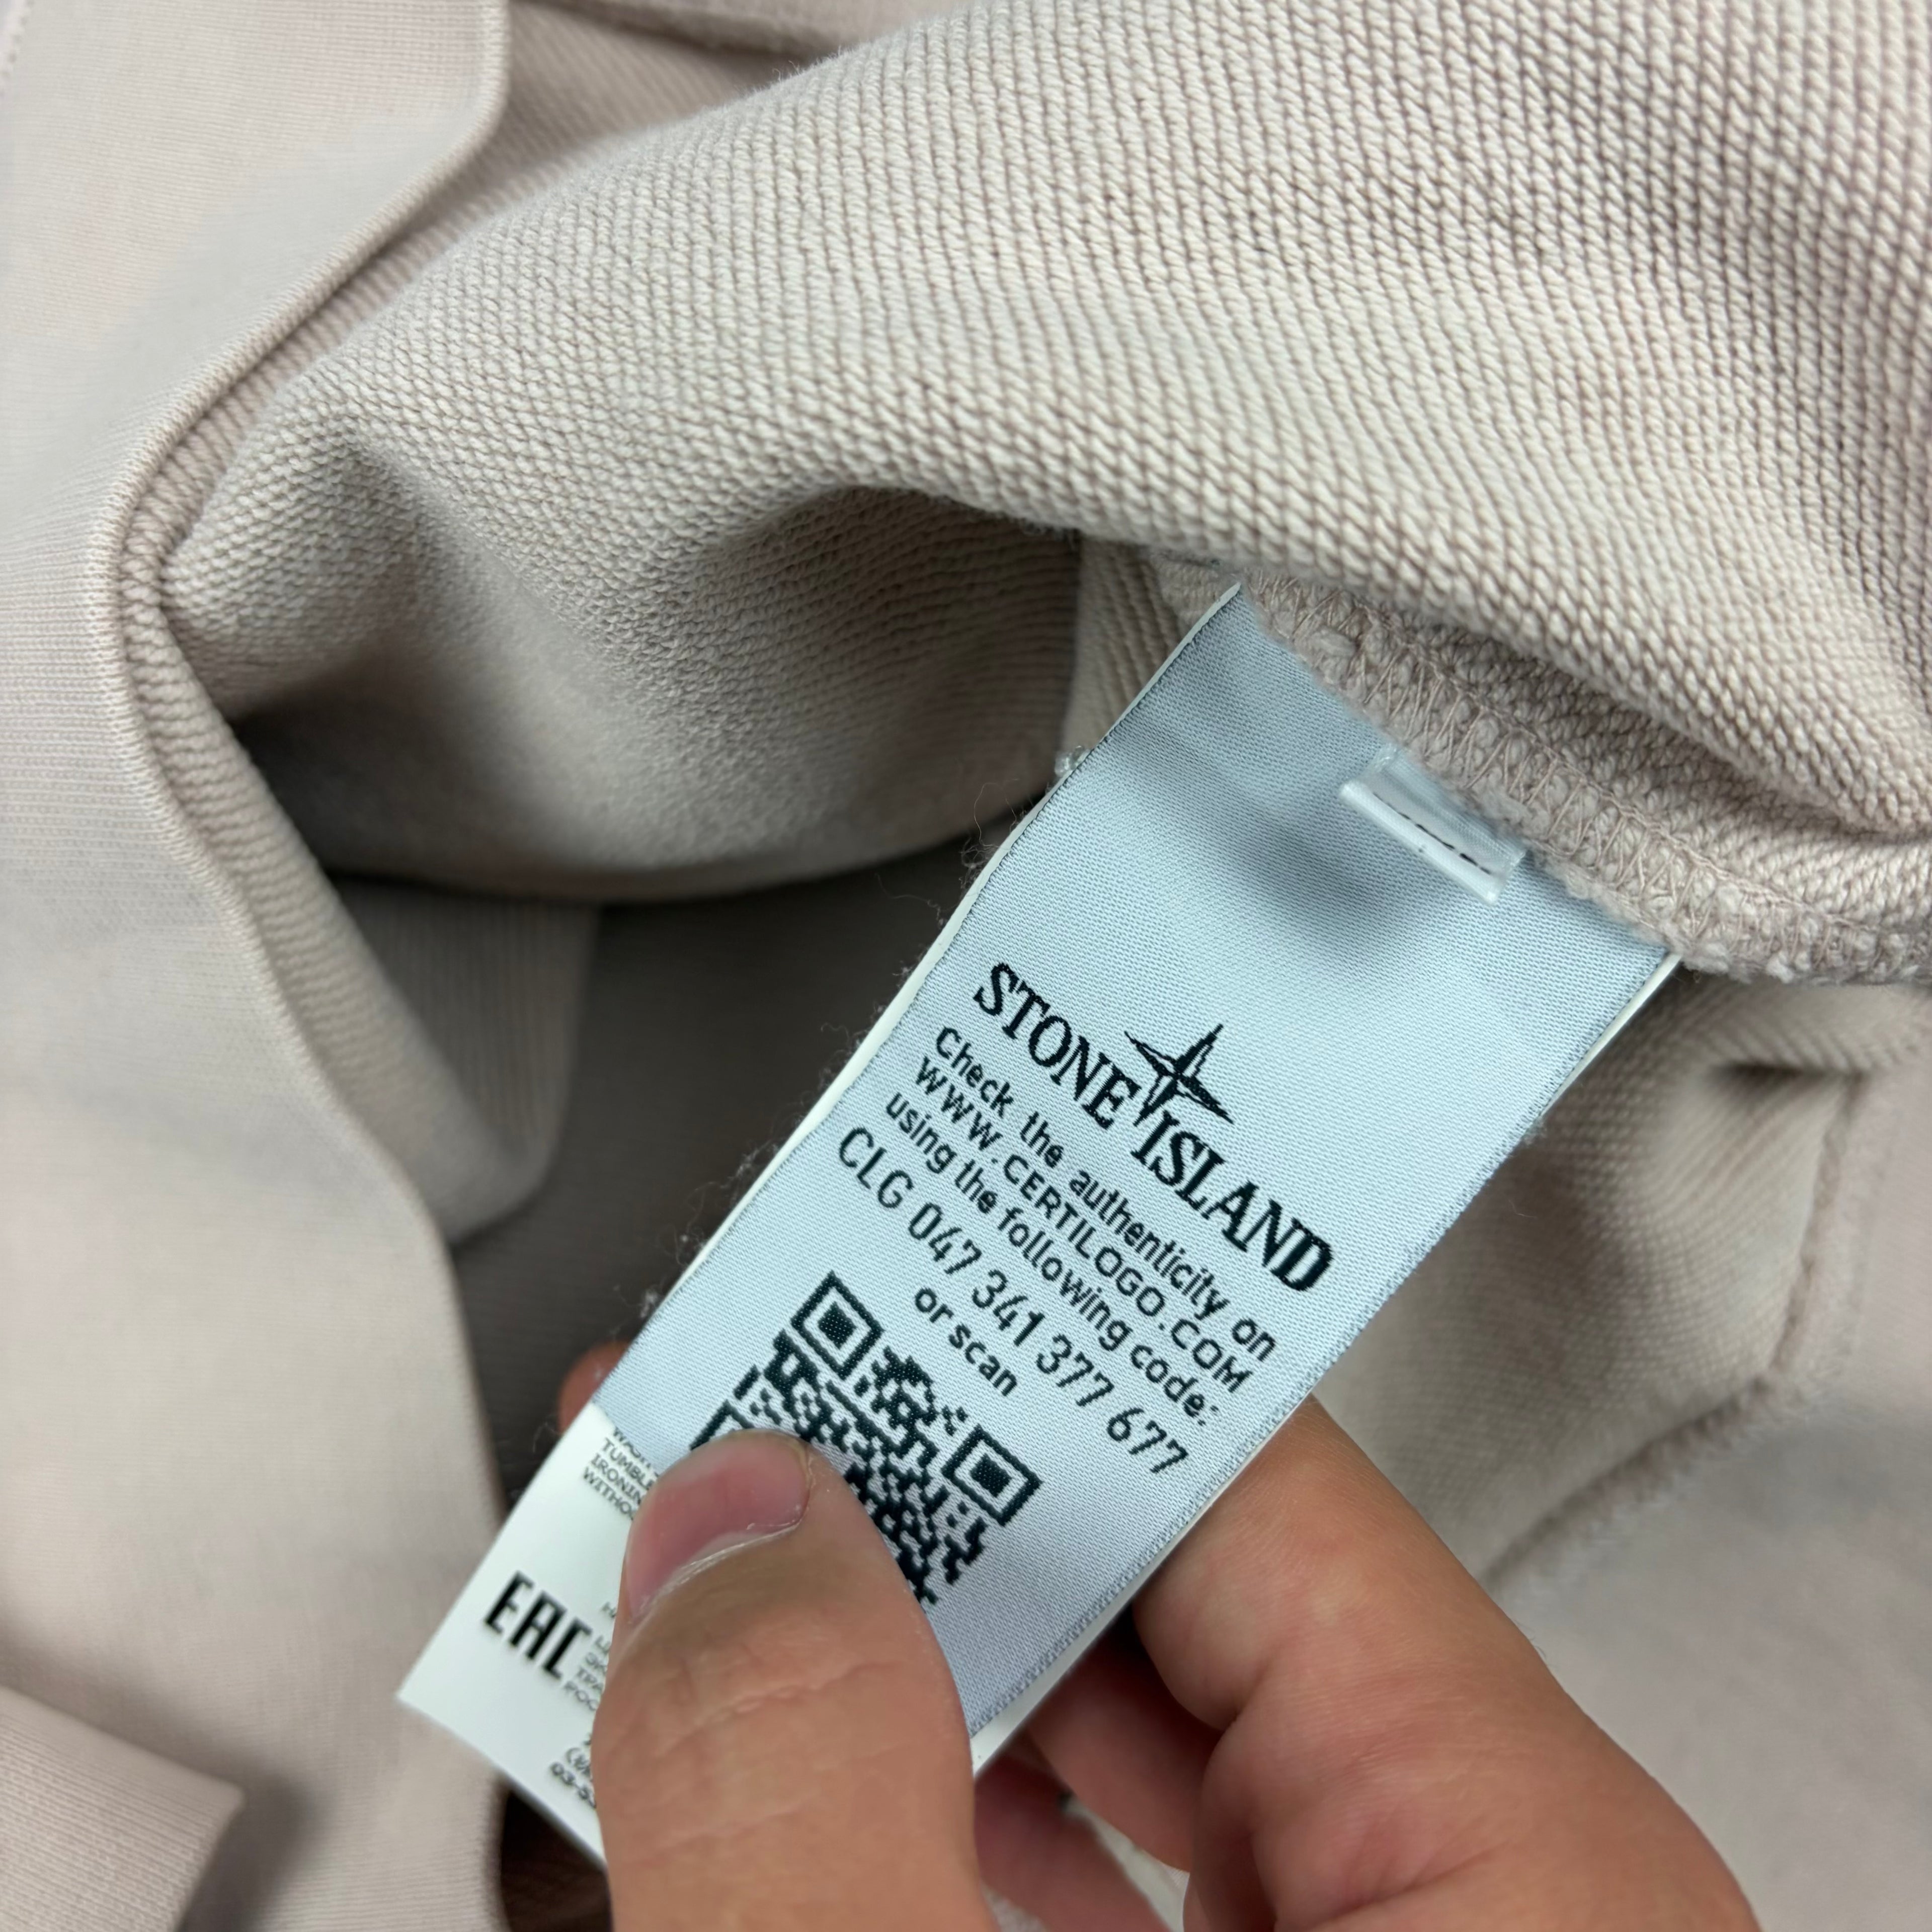 STONE ISLAND
Check the authenticity on
WWW.CERTILOGO.COM
using the following code:
CLG 047 341 377 677
or scan
EAC